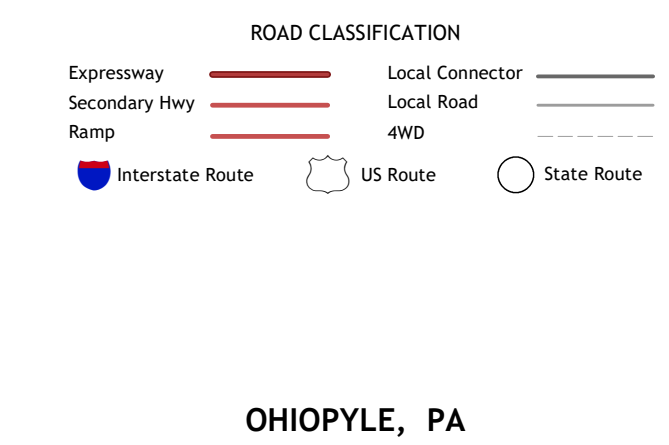 ROAD CLASSIFICATION
Expressway Local Connector
Secondary Hwy Local Road
Ramp 4WD
Interstate Route US Route State Route
OHIOPYLE, PA